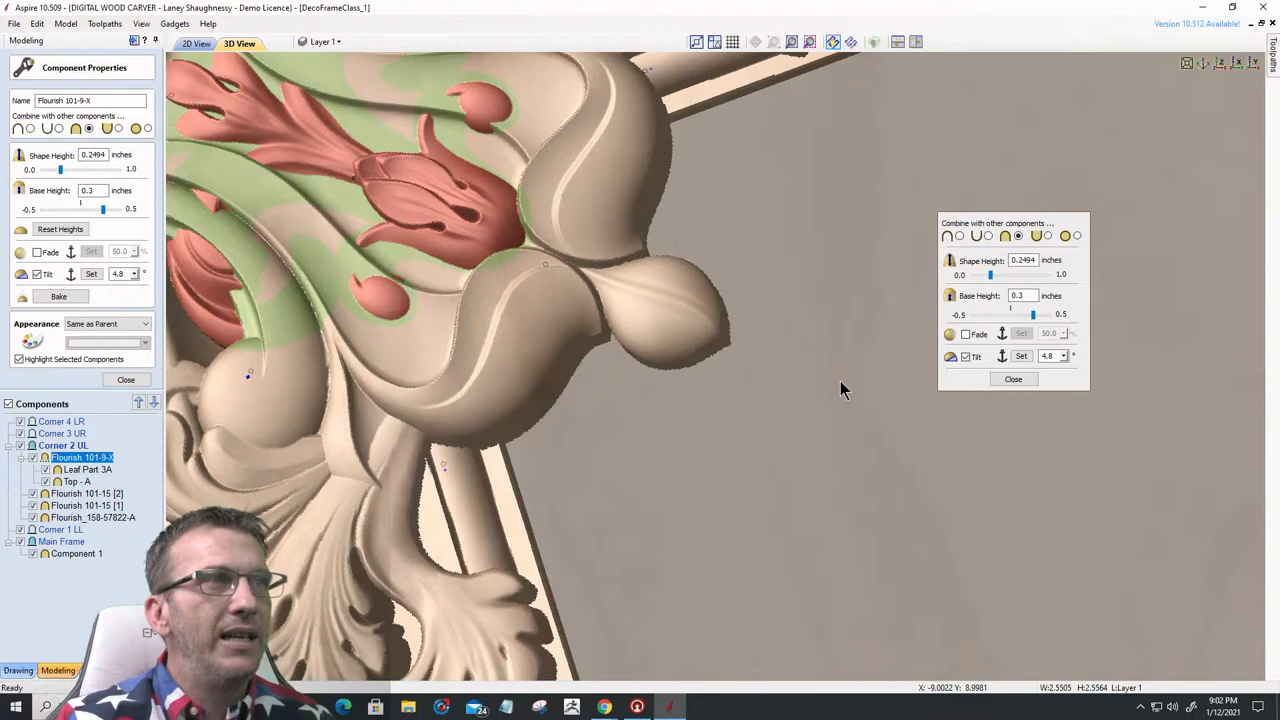 Aspire 10.509 - (DIGITAL WOOD CARVER - Laney Shaughnessy - Demo Licence) - [DecoFrameClass_1]
File Edit Model Toolpaths View Gadgets Help
Version 10.512 Available!
Modeling
2D View 3D View Layer 1
Toolpaths
Component Properties
Name Flourish 101-9-X
Combine with other components ...
Shape Height: 0.2494 inches
0.0 1.0
Base Height: 0.3 inches
-0.5 0.5
Reset Heights
Fade Set 50.0 %
Tilt Set 4.8 °
Bake
Appearance Same as Parent
Highlight Selected Components
Close
Components
Corner 4 LR
Corner 3 UR
Corner 2 UL
Flourish 101-9-X
Leaf Part 3A
Top - A
Flourish 101-15 [2]
Flourish 101-15 [1]
Flourish_158-57822-A
Corner 1 LL
Main Frame
Component 1
Combine with other components ...
Shape Height: 0.2494 inches
0.0 1.0
Base Height: 0.3 inches
-0.5 0.5
Fade Set 50.0 %
Tilt Set 4.8 °
Close
Drawing Modeling
Ready
X: -9.0022 Y: 8.9981 W:2.5505 H:2.5564 L:Layer 1
24
9:02 PM
1/12/2021